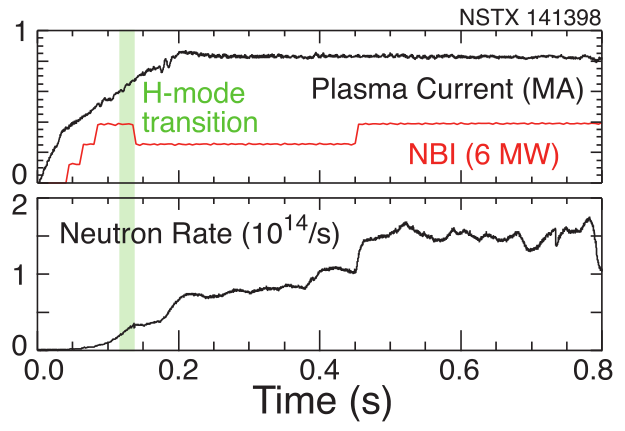 NSTX 141398
1
Plasma Current (MA)
H-mode
transition
NBI (6 MW)
0
2
Neutron Rate (10¹⁴/s)
1
0
0.0 0.2 0.4 0.6 0.8
Time (s)